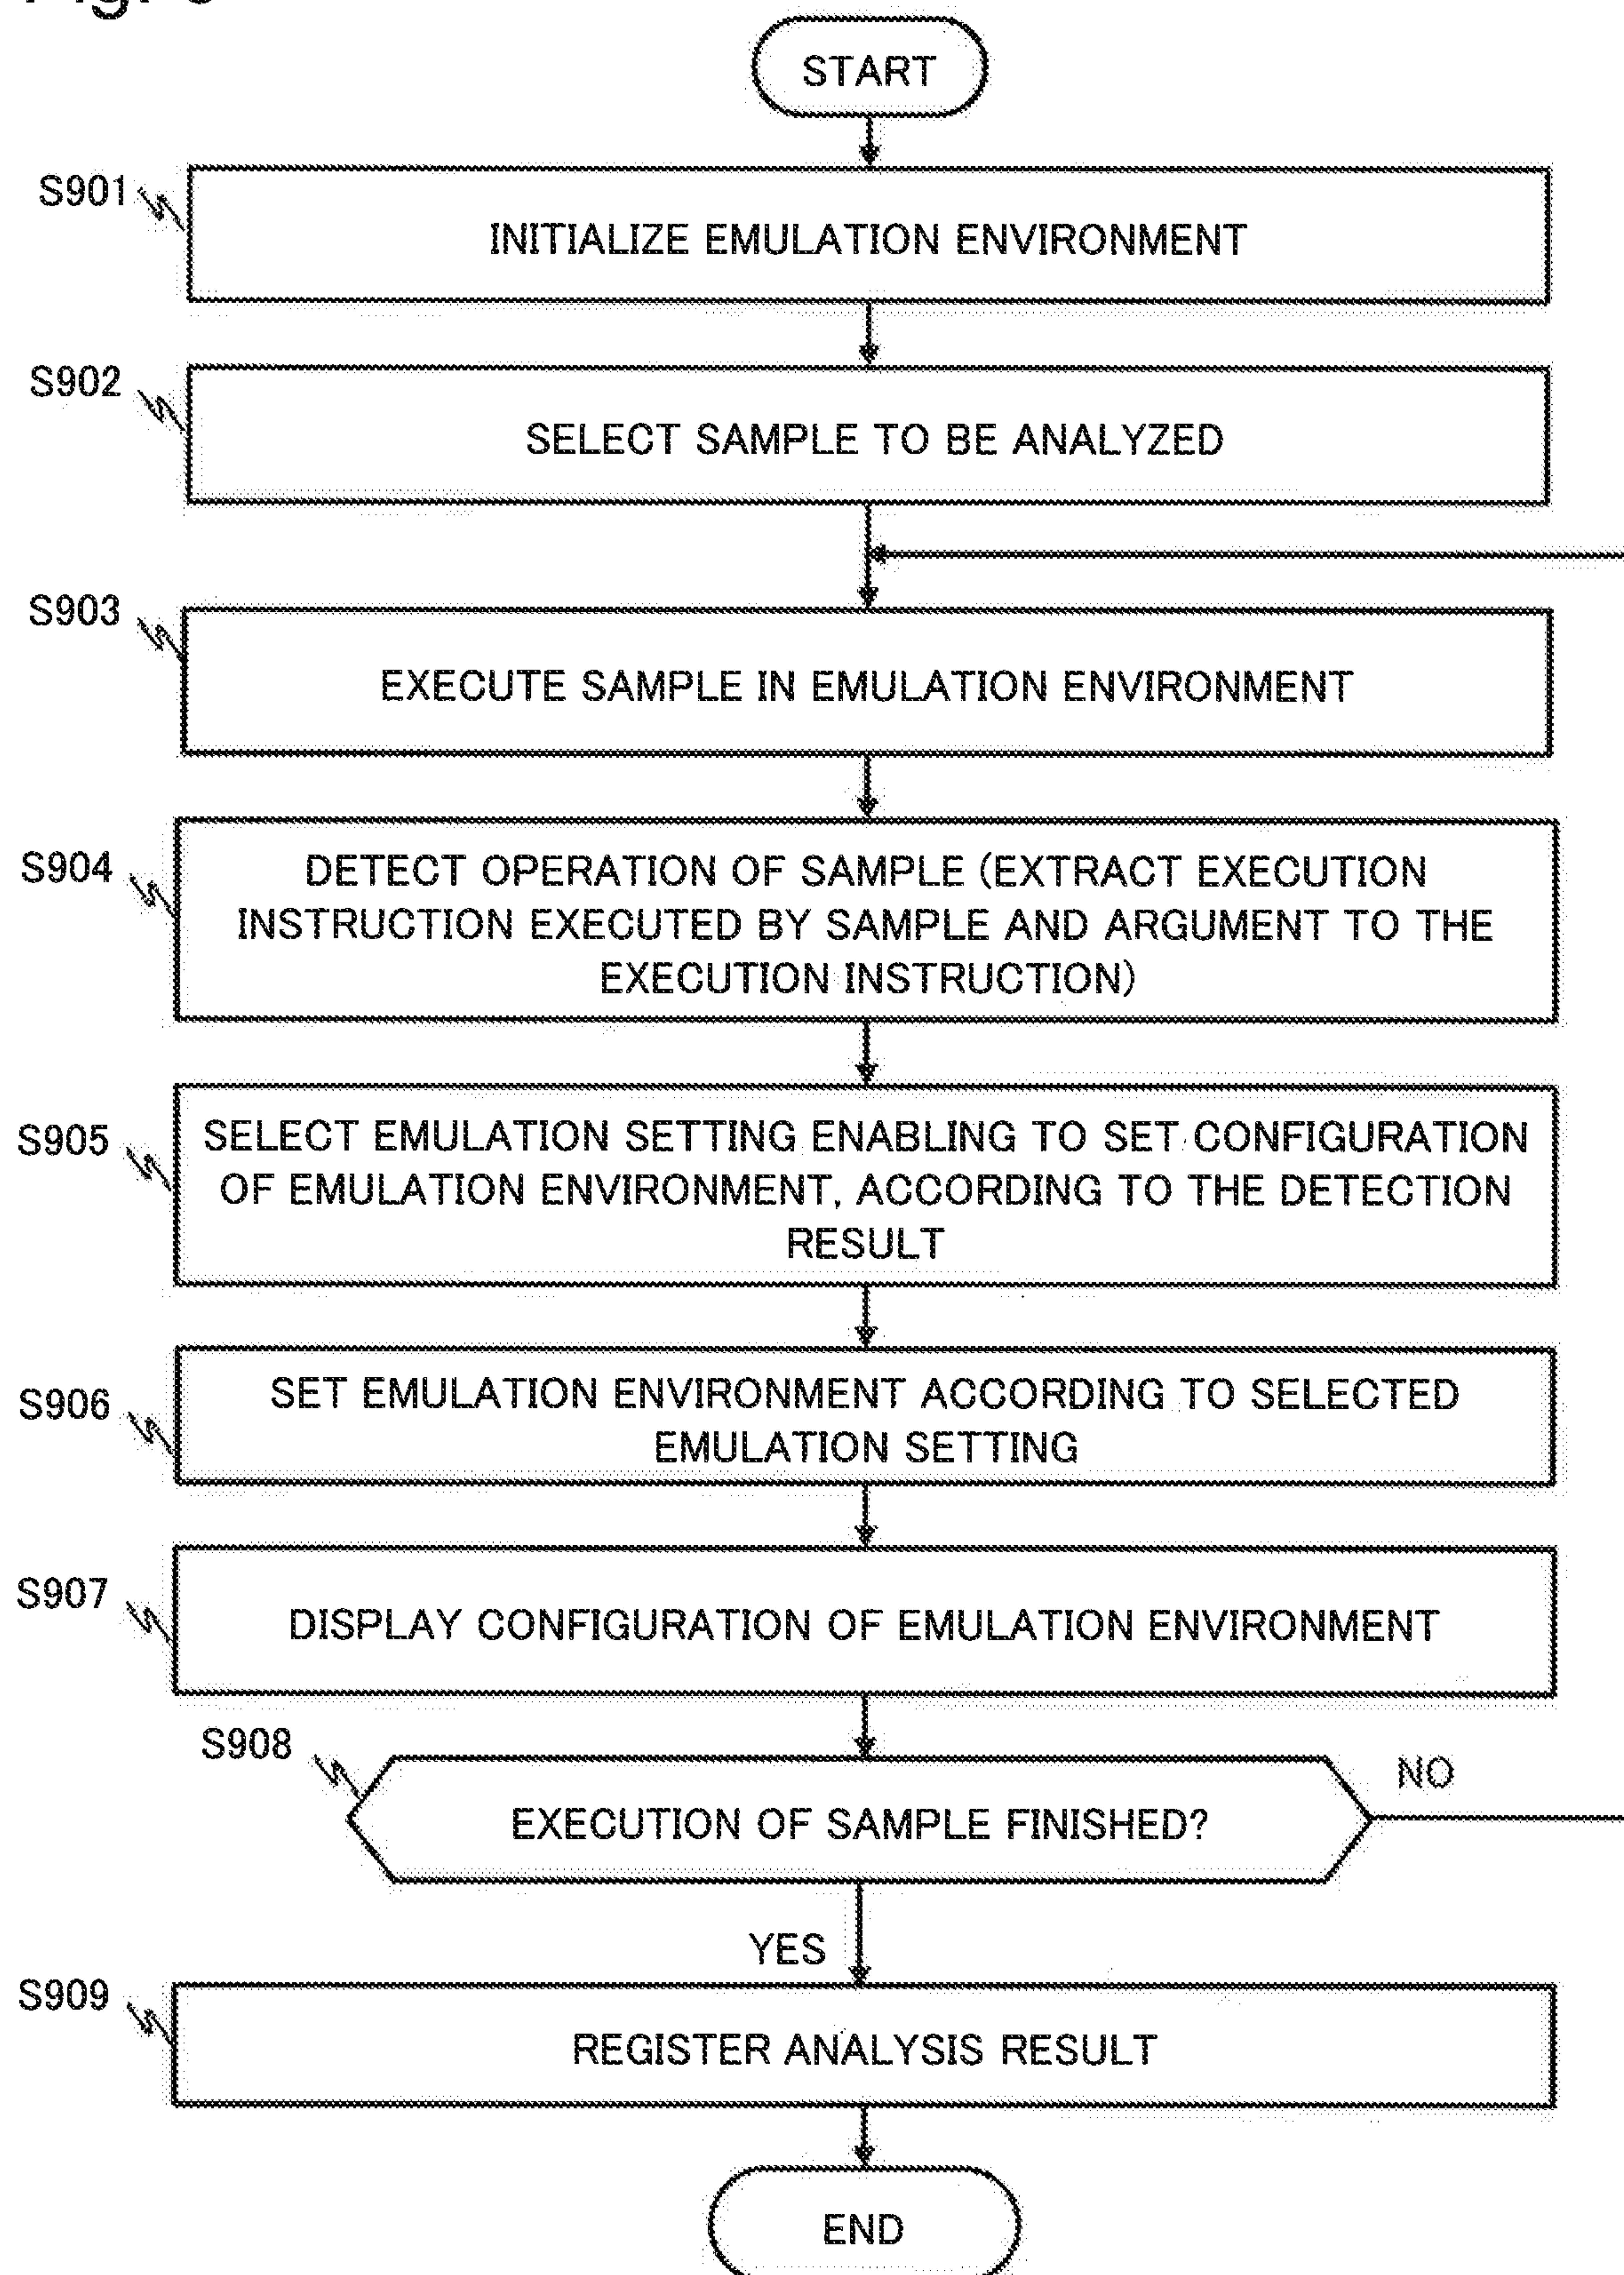 START
S901
INITIALIZE EMULATION ENVIRONMENT
S902
SELECT SAMPLE TO BE ANALYZED
S903
EXECUTE SAMPLE IN EMULATION ENVIRONMENT
S904
DETECT OPERATION OF SAMPLE (EXTRACT EXECUTION
INSTRUCTION EXECUTED BY SAMPLE AND ARGUMENT TO THE
EXECUTION INSTRUCTION)
S905
SELECT EMULATION SETTING ENABLING TO SET CONFIGURATION
OF EMULATION ENVIRONMENT, ACCORDING TO THE DETECTION
RESULT
S906
SET EMULATION ENVIRONMENT ACCORDING TO SELECTED
EMULATION SETTING
S907
DISPLAY CONFIGURATION OF EMULATION ENVIRONMENT
S908
EXECUTION OF SAMPLE FINISHED?
NO
YES
S909
REGISTER ANALYSIS RESULT
END